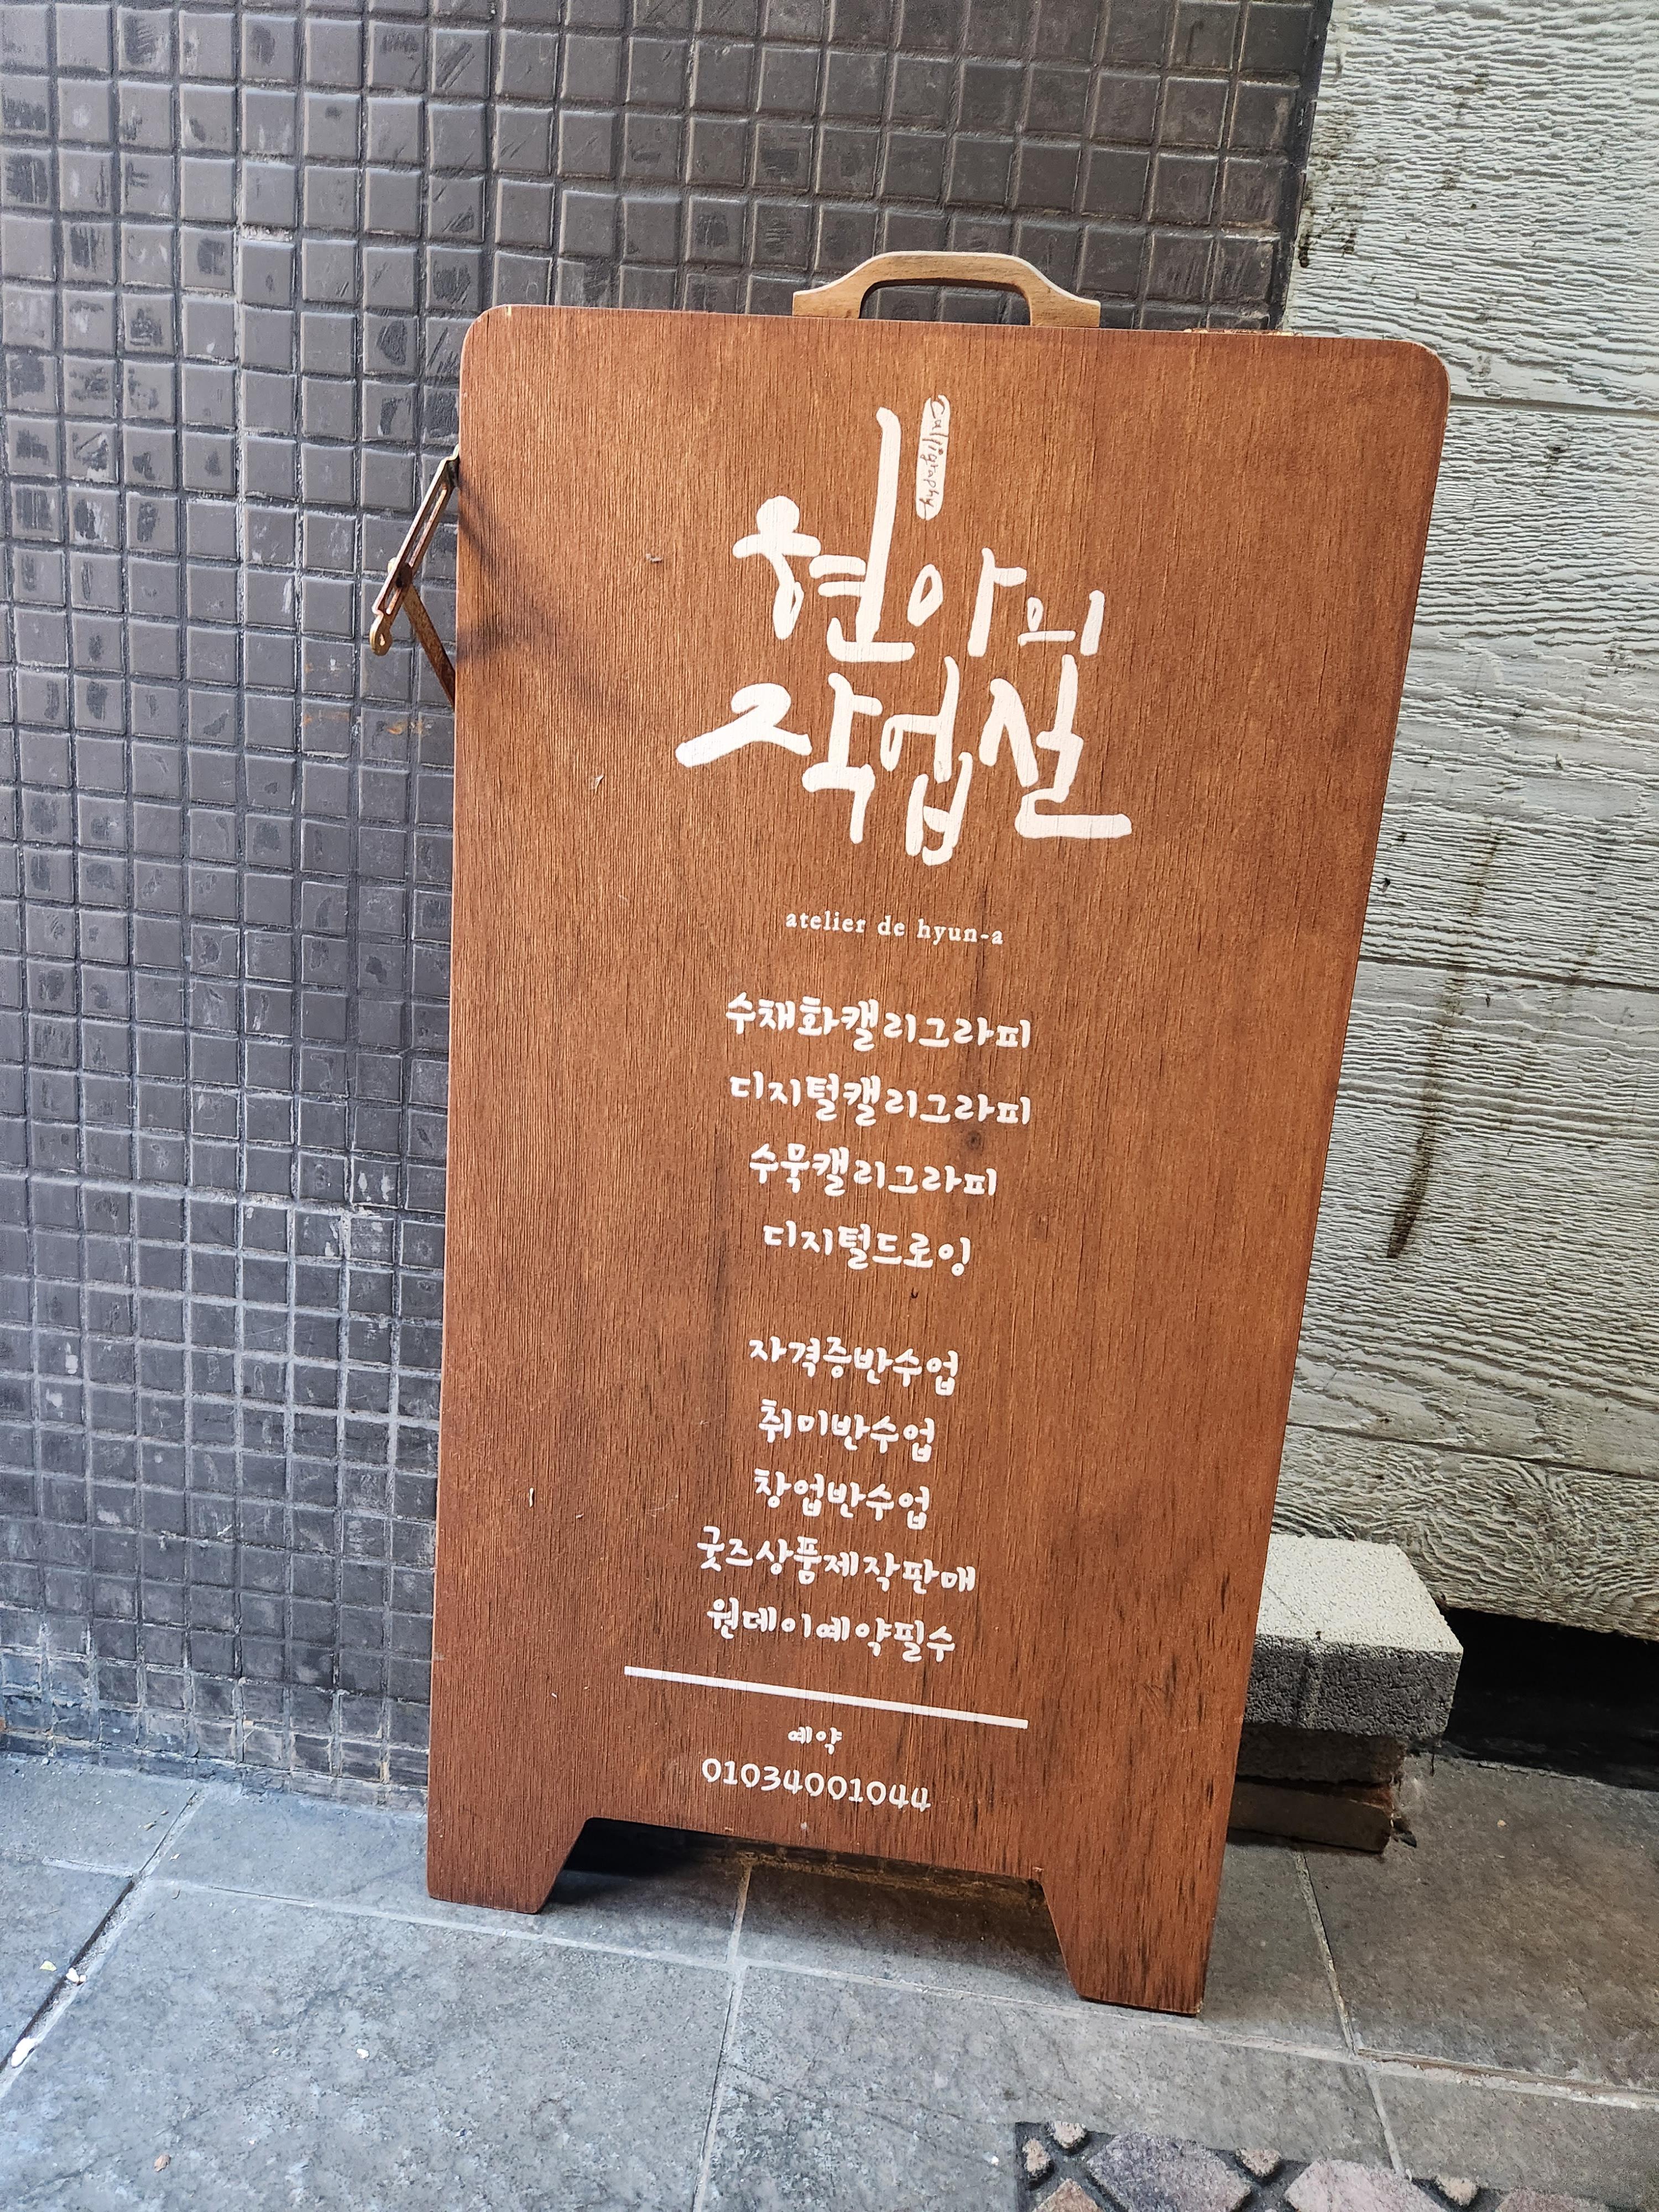 calligraphy
현아의
작업실
atelier de hyun-a
수채화캘리그라피
디지털캘리그라피
수묵캘리그라피
디지털드로잉
자격증반수업
취미반수업
창업반수업
굿즈상품제작판매
원데이예약필수
예약
01034001044